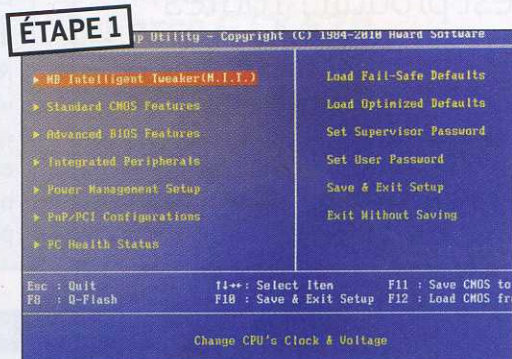 ÉTAPE 1
Utility - Copyright (C) 1984-2010 Award Software
▸ MB Intelligent Tweaker(M.I.T.)
▸ Standard CMOS Features
▸ Advanced BIOS Features
▸ Integrated Peripherals
▸ Power Management Setup
▸ PnP/PCI Configurations
▸ PC Health Status
Load Fail-Safe Defaults
Load Optimized Defaults
Set Supervisor Password
Set User Password
Save & Exit Setup
Exit Without Saving
Esc : Quit ↑↓→←: Select Item F11 : Save CMOS to
F8 : Q-Flash F10 : Save & Exit Setup F12 : Load CMOS
Change CPU's Clock & Voltage